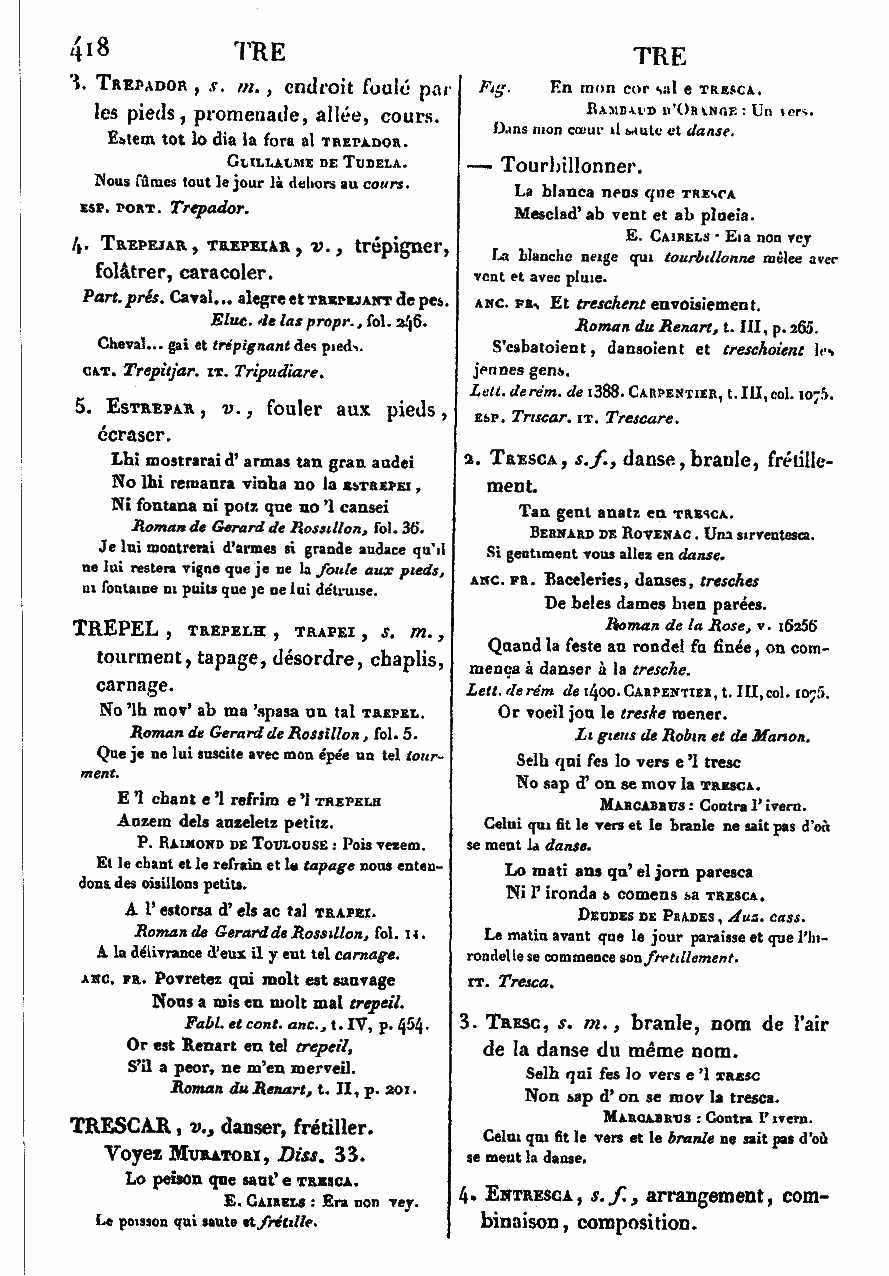 418 TRE TRE
3. Trepador, s. m., endroit foulé par
les pieds, promenade, allée, cours.
Estem tot lo dia la fora al trepador.
Guillaume de Tudela.
Nous fûmes tout le jour là dehors au cours.
esp. port. Trepador.
4. Trepejar, trepeiar, v., trépigner,
folâtrer, caracoler.
Part. prés. Caval... alegre et trepejant de pes.
Eluc. de las propr., fol. 246.
Cheval... gai et trépignant des pieds.
cat. Trepitjar. it. Tripudiare.
5. Estrepar, v., fouler aux pieds,
écraser.
Lhi mostrarai d'armas tan gran audei
No lhi remanra vinha no la estrepei,
Ni fontana ni potz que no'l cansei
Roman de Gerard de Rossillon, fol. 36.
Je lui montrerai d'armes si grande audace qu'il
ne lui restera vigne que je ne la foule aux pieds,
ni fontaine ni puits que je ne lui détruise.
TREPEL, trepelh, trapei, s. m.,
tourment, tapage, désordre, chaplis,
carnage.
No'lh mov' ab ma 'spasa un tal trepel.
Roman de Gerard de Rossillon, fol. 5.
Que je ne lui suscite avec mon épée un tel tour-
ment.
E'l chant e'l refrim e'l trepelh
Auzem dels auzeletz petitz.
P. Raimond de Toulouse: Pois vezem.
Et le chant et le refrain et le tapage nous enten-
dons des oisillons petits.
A l'estorsa d'els ac tal trapei.
Roman de Gerard de Rossillon, fol. 14.
A la délivrance d'eux il y eut tel carnage.
anc. fr. Povretez qui molt est sauvage
Nous a mis en molt mal trepeil.
Fabl. et cont. anc., t. IV, p. 454.
Or est Renart en tel trepeil,
S'il a peor, ne m'en merveil.
Roman du Renart, t. II, p. 201.
TRESCAR, v., danser, frétiller.
Voyez Muratori, Diss. 33.
Lo peison que saut' e tresca.
E. Cairels: Era non vey.
Le poisson qui saute et frétille.
Fig. En mon cor sal e tresca.
Rambaud d'Orange: Un vers.
Dans mon cœur il saute et danse.
— Tourbillonner.
La blanca neus que tresca
Mesclad' ab vent et ab plueia.
E. Cairels: Era non vey
La blanche neige qui tourbillonne mêlée avec
vent et avec pluie.
anc. fr. Et treschent envoisiement.
Roman du Renart, t. III, p. 265.
S'esbatoient, dansoient et treschoient les
jeunes gens.
Lett. de rém. de 1388. Carpentier, t. III, col. 1075.
esp. Triscar. it. Trescare.
2. Tresca, s. f., danse, branle, frétille-
ment.
Tan gent anatz en tresca.
Bernard de Rovenac. Una sirventesca.
Si gentiment vous allez en danse.
anc. fr. Baceleries, danses, tresches
De beles dames bien parées.
Roman de la Rose, v. 16256
Quand la feste au rondel fu finée, on com-
mença à danser à la tresche.
Lett. de rém de 1400. Carpentier, t. III, col. 1075.
Or voeil jou le treske mener.
Li gieus de Robin et de Marion.
Selh qui fes lo vers e'l tresc
No sap d'on se mov la tresca.
Marcabrus: Contra l'ivern.
Celui qui fit le vers et le branle ne sait pas d'où
se meut la danse.
Lo mati ans qu'el jorn paresca
Ni l'ironda s comens sa tresca.
Deudes de Prades, Auz. cass.
Le matin avant que le jour paraisse et que l'hi-
rondelle se commence son frétillement.
it. Tresca.
3. Tresc, s. m., branle, nom de l'air
de la danse du même nom.
Selh qui fes lo vers e'l tresc
Non sap d'on se mov la tresca.
Marcabrus: Contra l'ivern.
Celui qui fit le vers et le branle ne sait pas d'où
se meut la danse.
4. Entresca, s. f., arrangement, com-
binaison, composition.